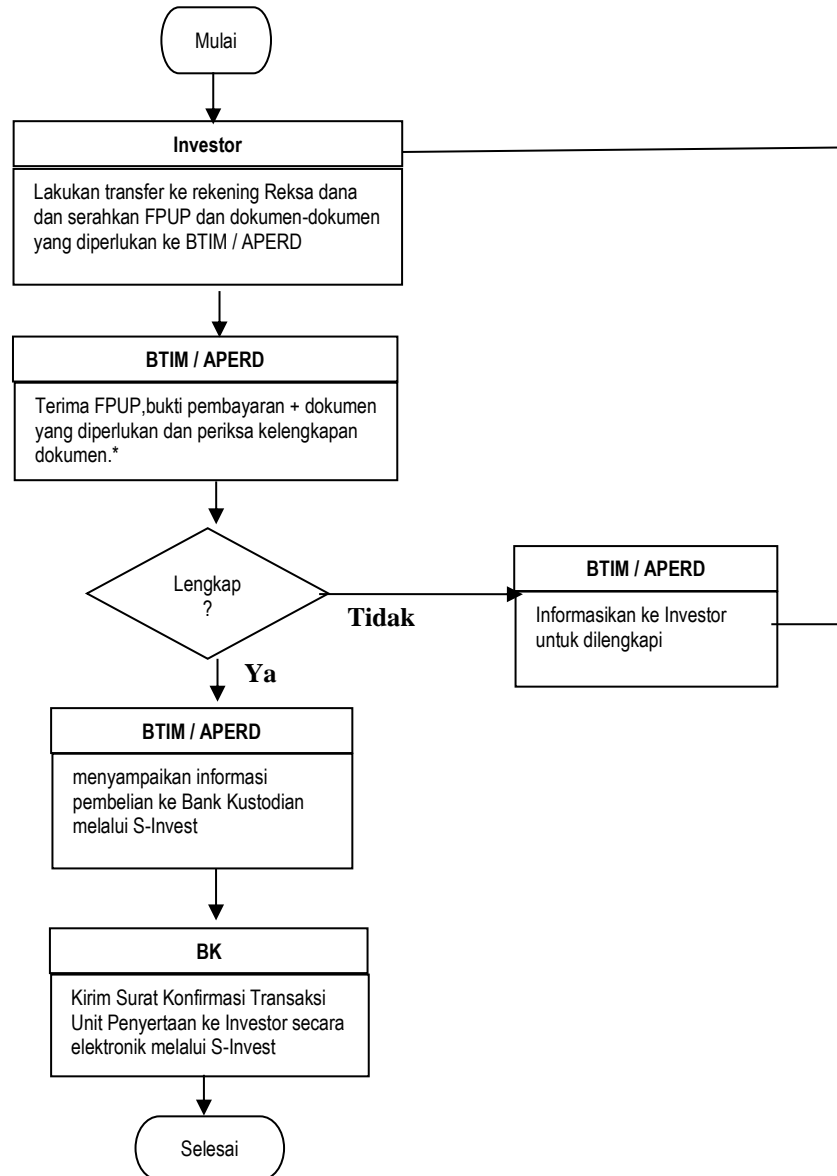 Mulai
Investor
Lakukan transfer ke rekening Reksa dana
dan serahkan FPUP dan dokumen-dokumen
yang diperlukan ke BTIM / APERD
BTIM / APERD
Terima FPUP,bukti pembayaran + dokumen
yang diperlukan dan periksa kelengkapan
dokumen.*
Lengkap
?
Tidak
BTIM / APERD
Informasikan ke Investor
untuk dilengkapi
Ya
BTIM / APERD
menyampaikan informasi
pembelian ke Bank Kustodian
melalui S-Invest
BK
Kirim Surat Konfirmasi Transaksi
Unit Penyertaan ke Investor secara
elektronik melalui S-Invest
Selesai